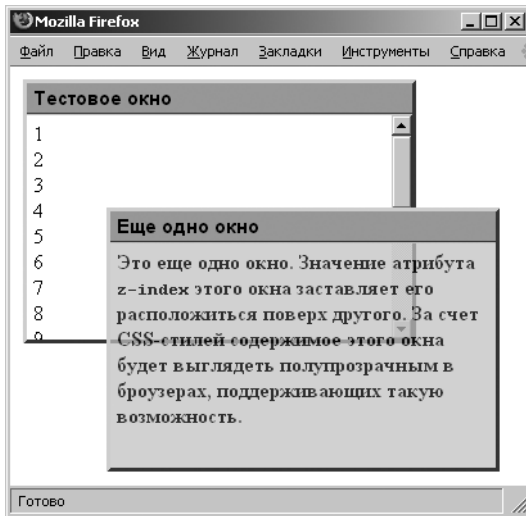 Mozilla Firefox
Файл Правка Вид Журнал Закладки Инструменты Справка
Тестовое окно
1
2
3
4
5
6
7
8
9
Еще одно окно
Это еще одно окно. Значение атрибута
z-index этого окна заставляет его
расположиться поверх другого. За счет
CSS-стилей содержимое этого окна
будет выглядеть полупрозрачным в
броузерах, поддерживающих такую
возможность.
Готово